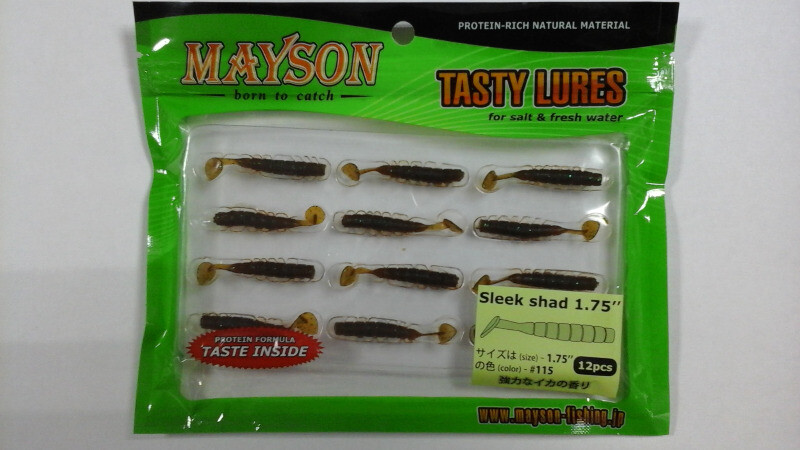 PROTEIN-RICH NATURAL MATERIAL
MAYSON
born to catch
TASTY LURES
for salt & fresh water
Sleek shad 1.75"
サイズは (size) - 1.75"
の色 (color) - #115
12pcs
強力なイカの香り
PROTEIN FORMULA
TASTE INSIDE
www.mayson-fishing.jp